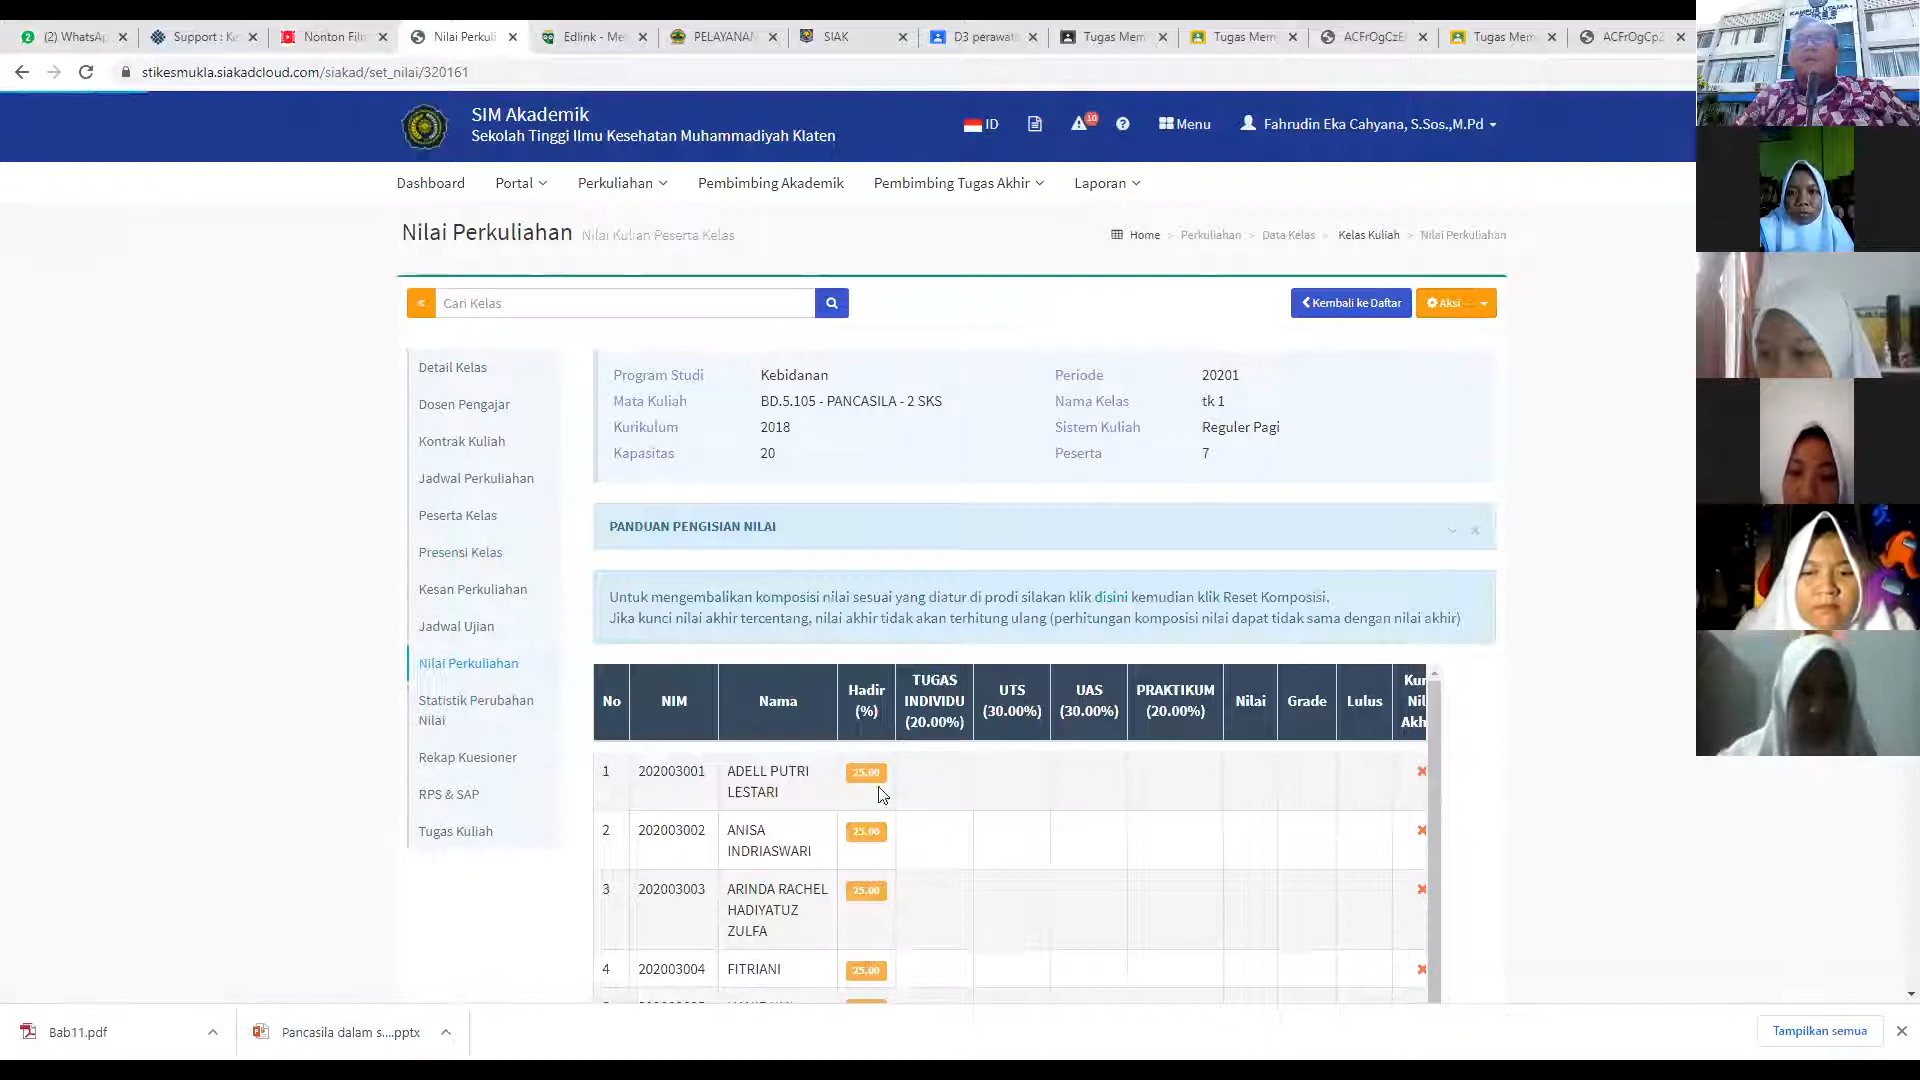 (2) WhatsAp
Support : Ke
Nonton Film
Nilai Perkuli
Edlink - Me
PELAYANAN
SIAK
D3 perawat
Tugas Mem
Tugas Mem
ACFrOgCzE
Tugas Mem
ACFrOgCp2
stikesmukla.siakadcloud.com/siakad/set_nilai/320161
SIM Akademik
Sekolah Tinggi Ilmu Kesehatan Muhammadiyah Klaten
ID
10
Menu
Fahrudin Eka Cahyana, S.Sos.,M.Pd
Dashboard
Portal
Perkuliahan
Pembimbing Akademik
Pembimbing Tugas Akhir
Laporan
Nilai Perkuliahan Nilai Kuliah Peserta Kelas
Home > Perkuliahan > Data Kelas > Kelas Kuliah > Nilai Perkuliahan
Cari Kelas
Kembali ke Daftar
Aksi
Detail Kelas
Dosen Pengajar
Kontrak Kuliah
Jadwal Perkuliahan
Peserta Kelas
Presensi Kelas
Kesan Perkuliahan
Jadwal Ujian
Nilai Perkuliahan
Statistik Perubahan
Nilai
Rekap Kuesioner
RPS & SAP
Tugas Kuliah
Program Studi Kebidanan Periode 20201
Mata Kuliah BD.5.105 - PANCASILA - 2 SKS Nama Kelas tk 1
Kurikulum 2018 Sistem Kuliah Reguler Pagi
Kapasitas 20 Peserta 7
PANDUAN PENGISIAN NILAI
Untuk mengembalikan komposisi nilai sesuai yang diatur di prodi silakan klik disini kemudian klik Reset Komposisi.
Jika kunci nilai akhir tercentang, nilai akhir tidak akan terhitung ulang (perhitungan komposisi nilai dapat tidak sama dengan nilai akhir)
No NIM Nama Hadir (%) TUGAS INDIVIDU (20.00%) UTS (30.00%) UAS (30.00%) PRAKTIKUM (20.00%) Nilai Grade Lulus Kun Nil Akh
1 202003001 ADELL PUTRI LESTARI 25.00
2 202003002 ANISA INDRIASWARI 25.00
3 202003003 ARINDA RACHEL HADIYATUZ ZULFA 25.00
4 202003004 FITRIANI 25.00
Bab11.pdf
Pancasila dalam s....pptx
Tampilkan semua
KAMPUS UTAMA